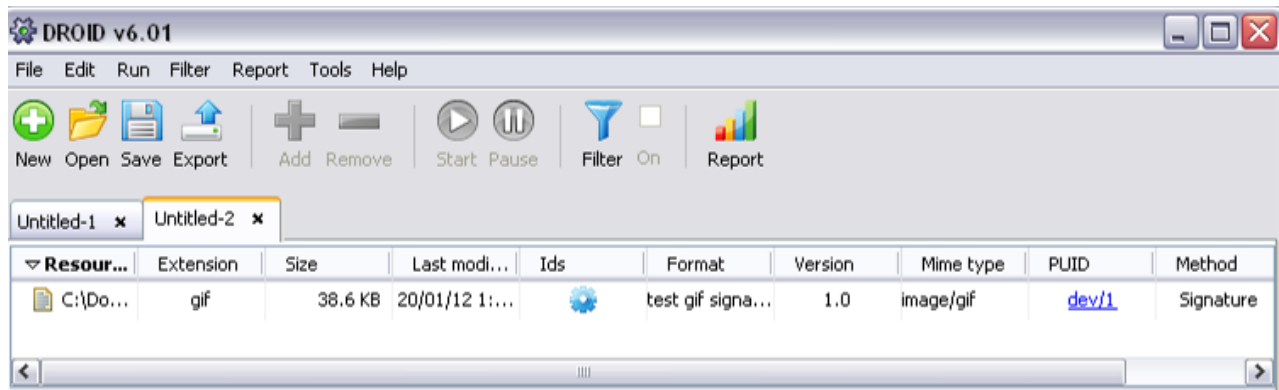 DROID v6.01
File Edit Run Filter Report Tools Help
New Open Save Export Add Remove Start Pause Filter On Report
Untitled-1 × Untitled-2 ×
Resour... Extension Size Last modi... Ids Format Version Mime type PUID Method
C:\Do... gif 38.6 KB 20/01/12 1:... test gif signa... 1.0 image/gif dev/1 Signature